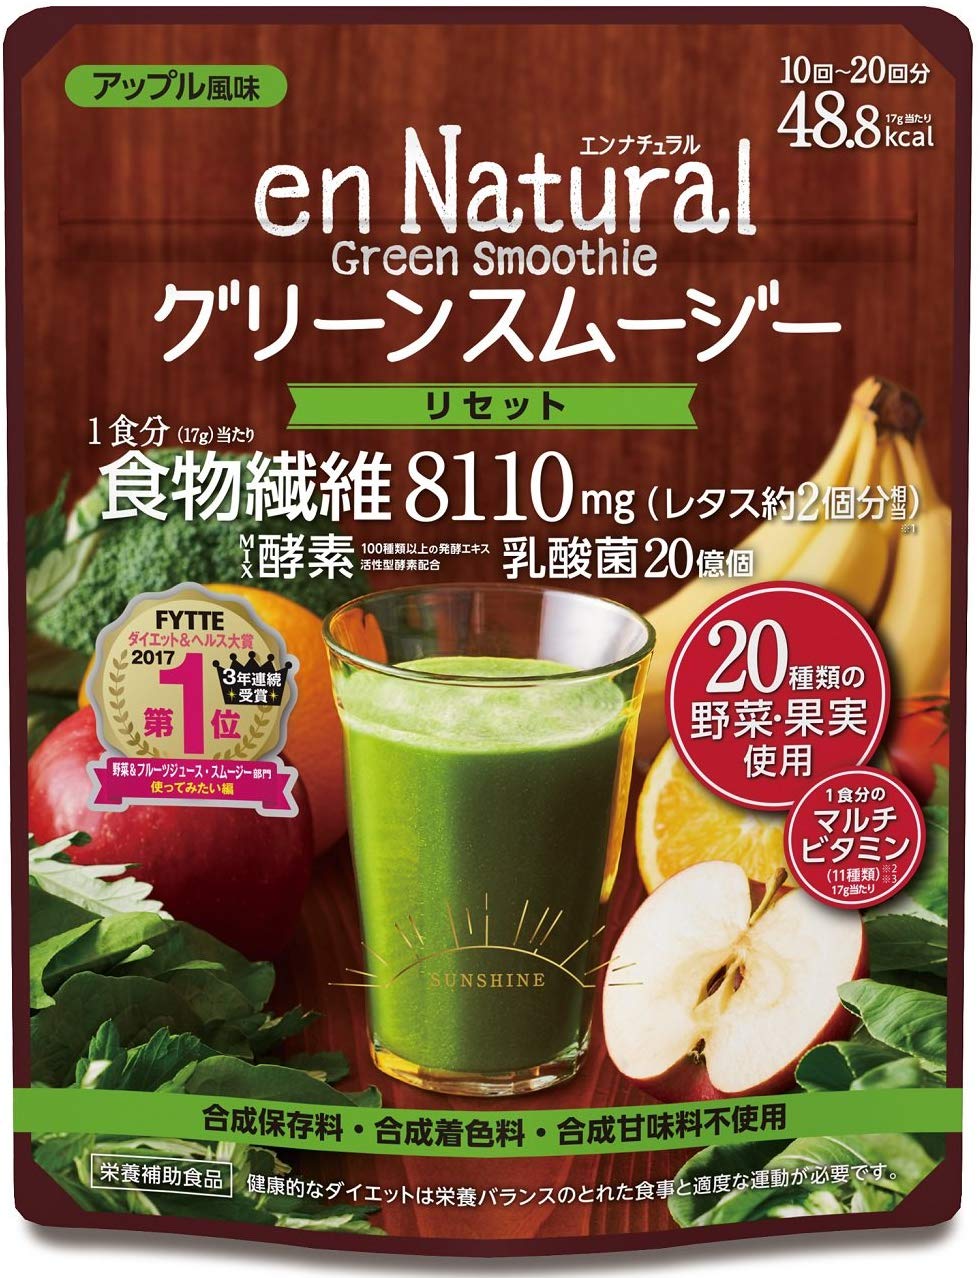 アップル風味
10回～20回分
48.8kcal
17g当たり
エンナチュラル
en Natural
Green Smoothie
グリーンスムージー
リセット
1食分(17g)当たり
食物繊維8110mg(レタス約2個分相当)
※1
MIX酵素 100種類以上の発酵エキス
活性型酵素配合
乳酸菌20億個
FYTTE
ダイエット&ヘルス大賞
2017
3年連続
受賞
第1位
野菜&フルーツジュース・スムージー部門
使ってみたい編
20種類の
野菜・果実
使用
1食分の
マルチ
ビタミン
(11種類)※2
※3
17g当たり
SUNSHINE
合成保存料・合成着色料・合成甘味料不使用
栄養補助食品 健康的なダイエットは栄養バランスのとれた食事と適度な運動が必要です。